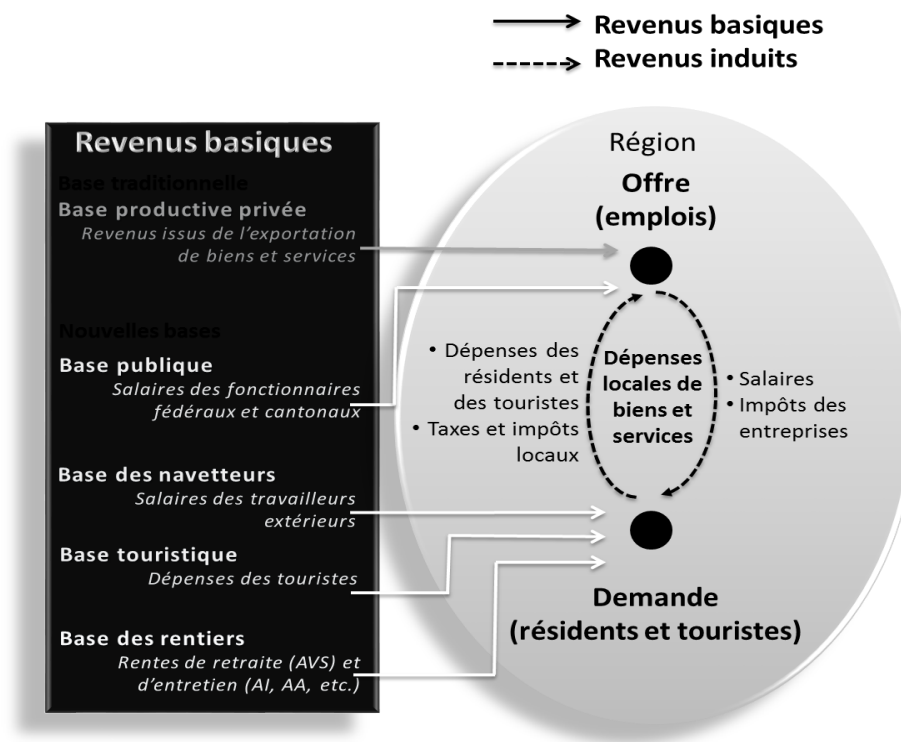 Revenus basiques
Revenus induits
Revenus basiques
Base traditionnelle
Base productive privée
Revenus issus de l'exportation
de biens et services
Nouvelles bases
Base publique
Salaires des fonctionnaires
fédéraux et cantonaux
Base des navetteurs
Salaires des travailleurs
extérieurs
Base touristique
Dépenses des touristes
Base des rentiers
Rentes de retraite (AVS) et
d'entretien (AI, AA, etc.)
Région
Offre
(emplois)
• Dépenses des
résidents et
des touristes
• Taxes et impôts
locaux
Dépenses
locales de
biens et
services
• Salaires
• Impôts des
entreprises
Demande
(résidents et touristes)